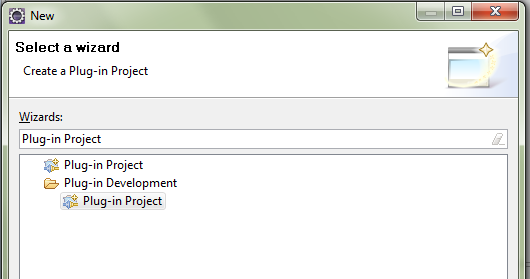 New
Select a wizard
Create a Plug-in Project
Wizards:
Plug-in Project
Plug-in Project
Plug-in Development
Plug-in Project